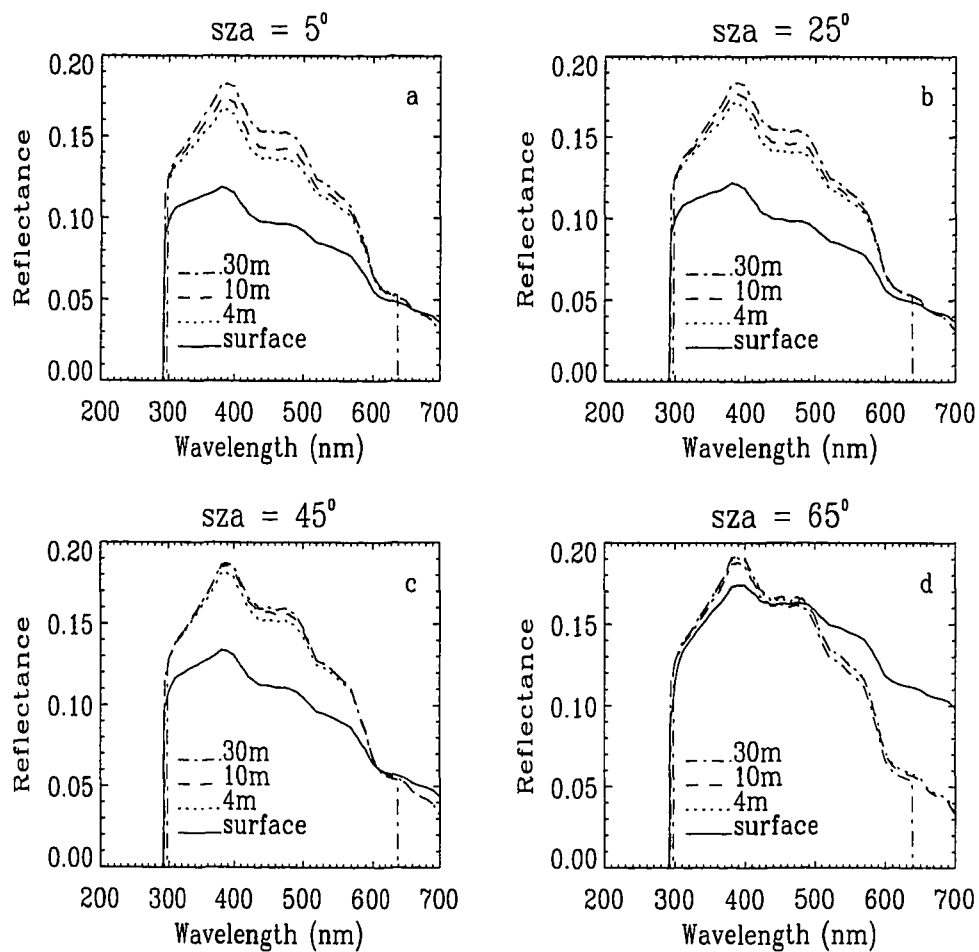 sza = 5⁰
a
Reflectance
0.20
0.15
0.10
0.05
0.00
30m
10m
4m
surface
200 300 400 500 600 700
Wavelength (nm)
sza = 25⁰
b
Reflectance
0.20
0.15
0.10
0.05
0.00
30m
10m
4m
surface
200 300 400 500 600 700
Wavelength (nm)
sza = 45⁰
c
Reflectance
0.20
0.15
0.10
0.05
0.00
30m
10m
4m
surface
200 300 400 500 600 700
Wavelength (nm)
sza = 65⁰
d
Reflectance
0.20
0.15
0.10
0.05
0.00
30m
10m
4m
surface
200 300 400 500 600 700
Wavelength (nm)